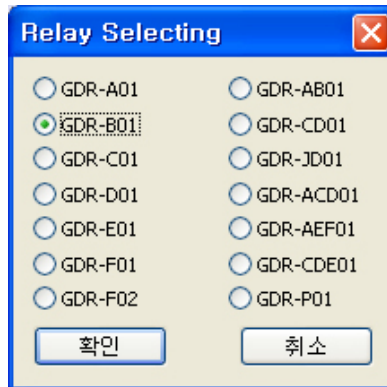 Relay Selecting
GDR-A01 GDR-AB01
GDR-B01 GDR-CD01
GDR-C01 GDR-JD01
GDR-D01 GDR-ACD01
GDR-E01 GDR-AEF01
GDR-F01 GDR-CDE01
GDR-F02 GDR-P01
확인 취소